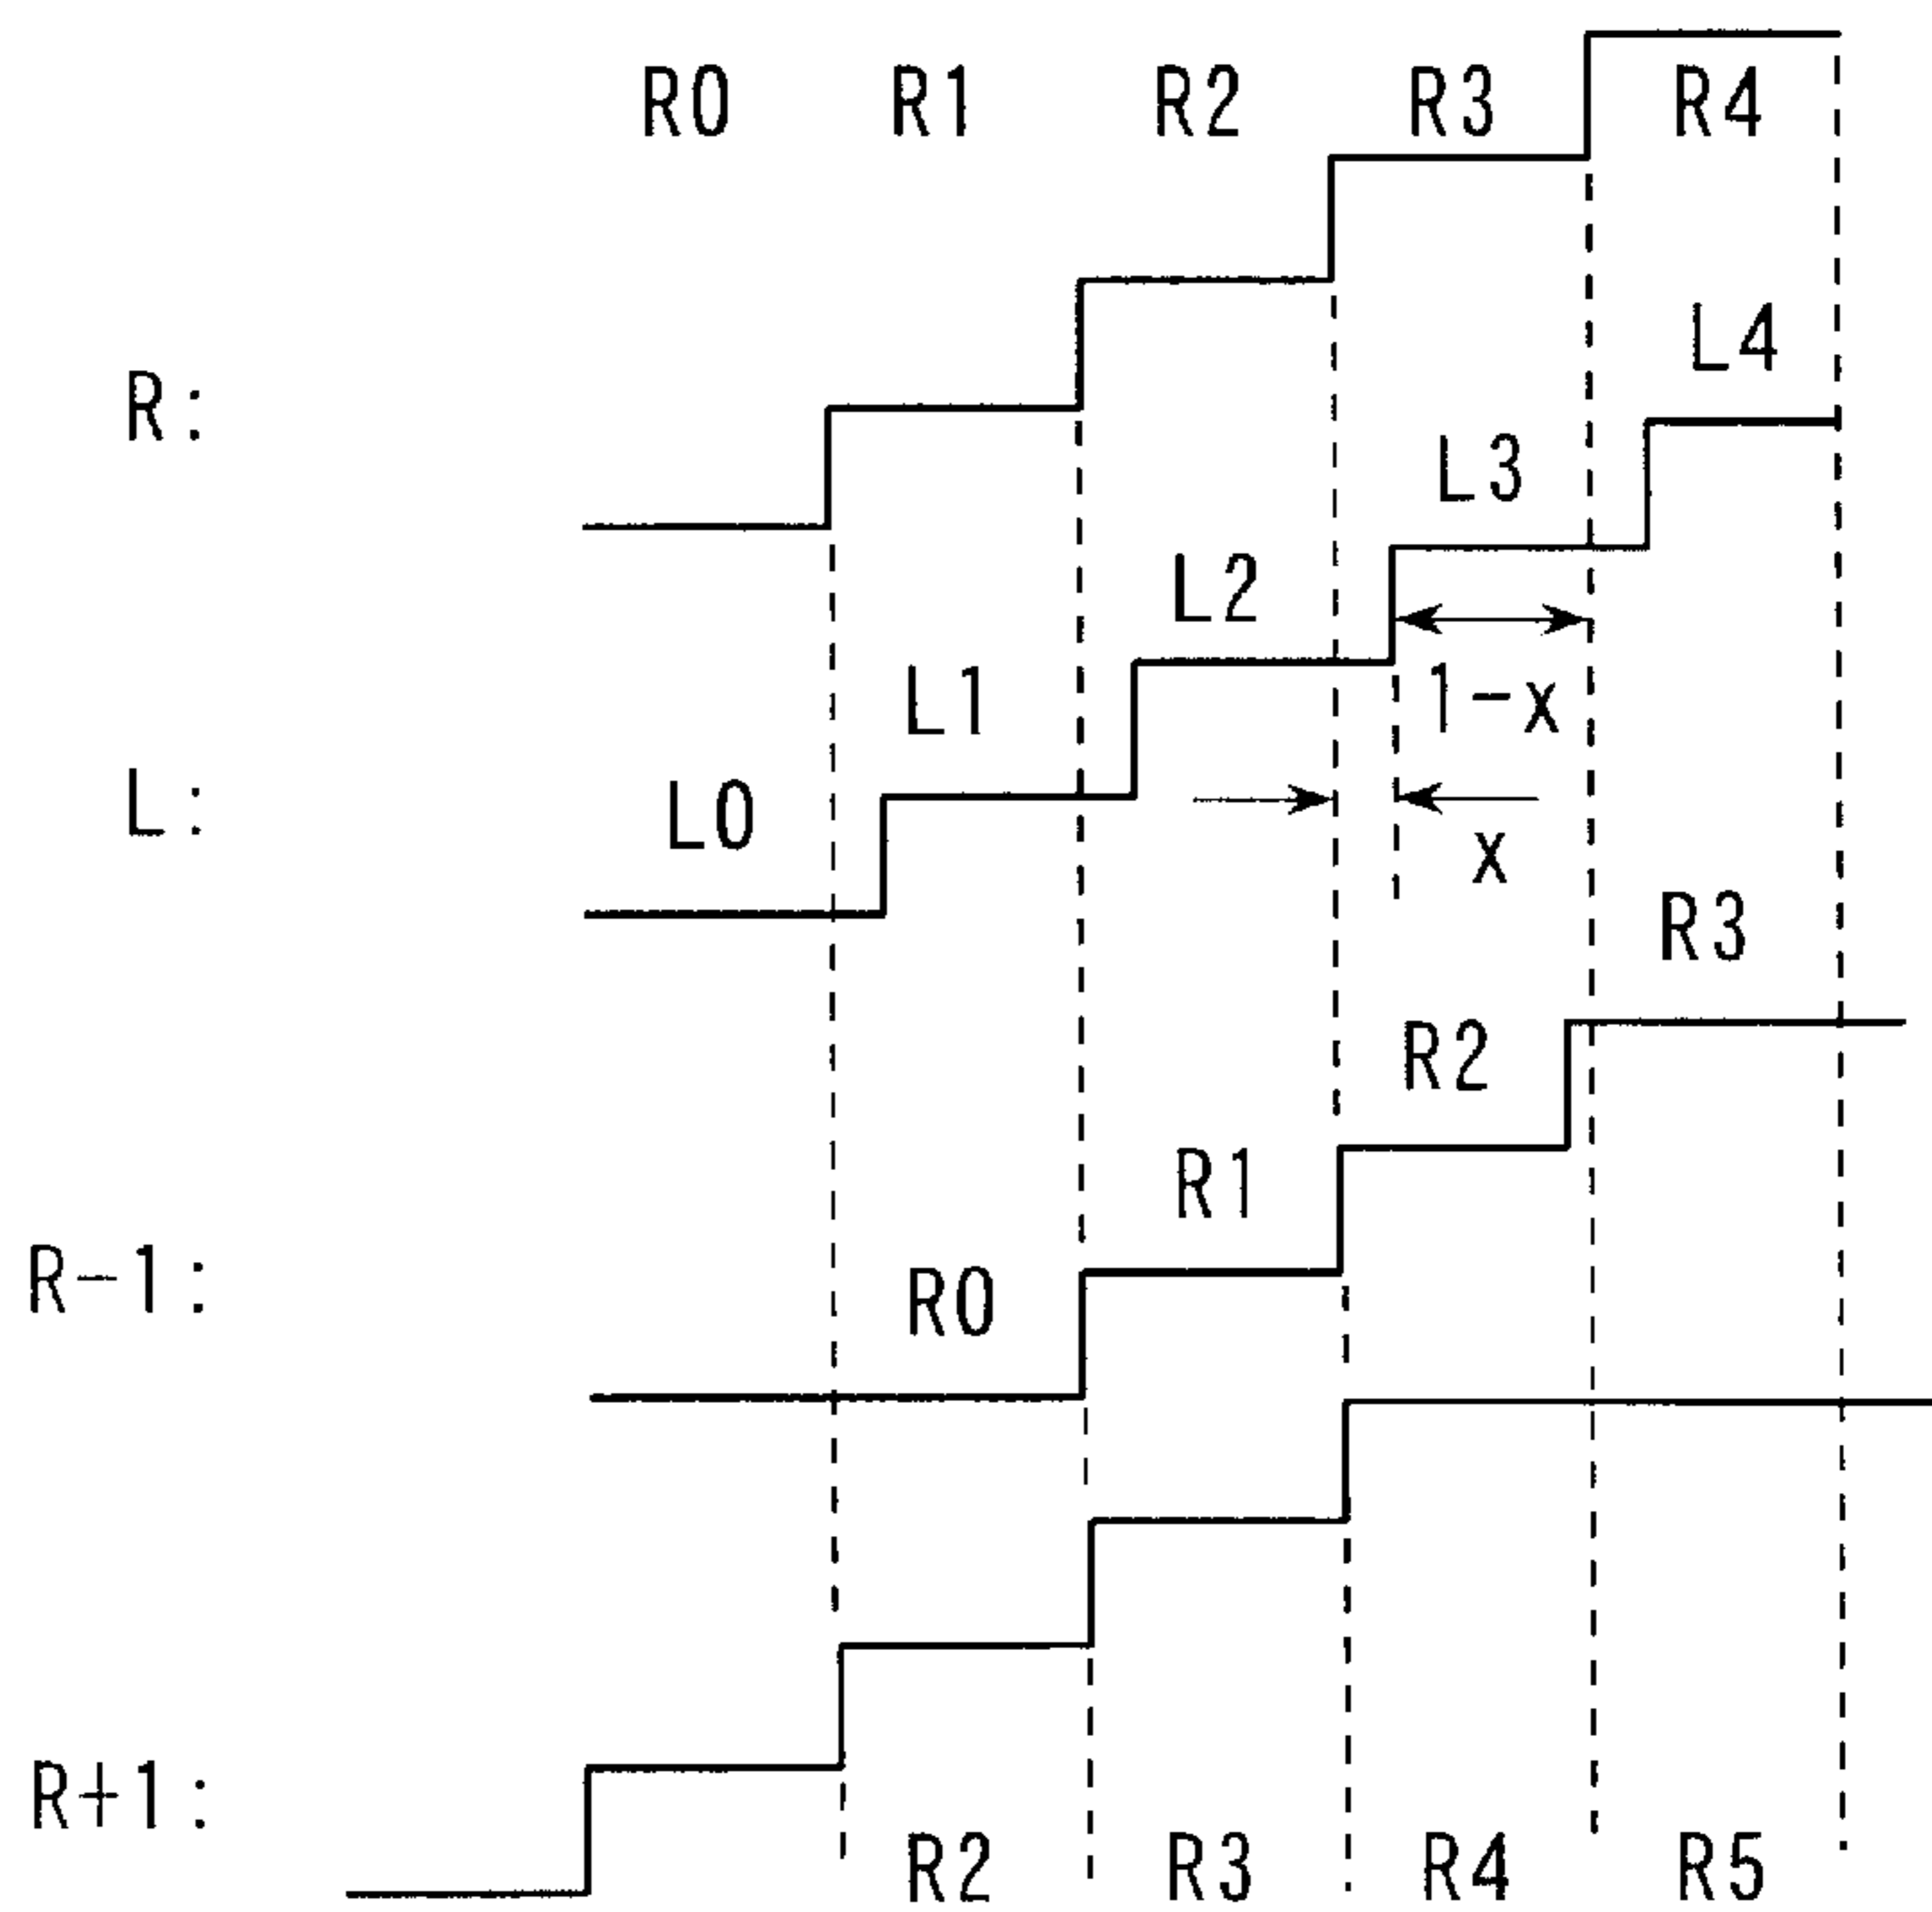 R0 R1 R2 R3 R4
L4
R:
L3
L2
L1
1-x
L:
L0
x
R3
R2
R1
R-1:
R0
R+1:
R2 R3 R4 R5